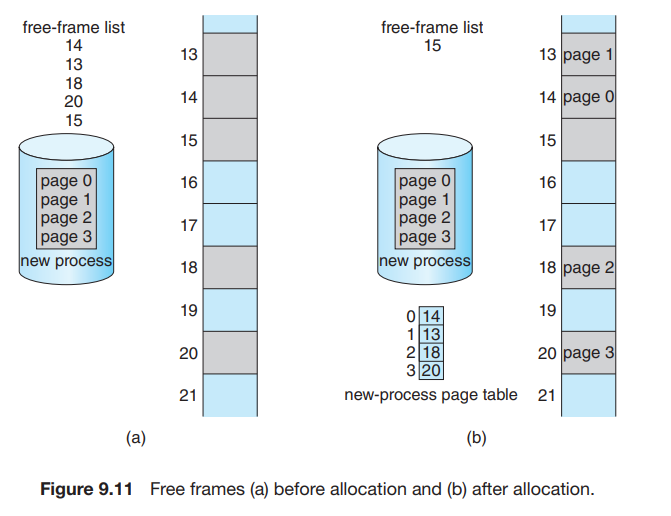 free-frame list
14
13
18
20
15
page 0
page 1
page 2
page 3
new process
13
14
15
16
17
18
19
20
21
(a)
free-frame list
15
page 0
page 1
page 2
page 3
new process
0 14
1 13
2 18
3 20
new-process page table
13 page 1
14 page 0
15
16
17
18 page 2
19
20 page 3
21
(b)
Figure 9.11 Free frames (a) before allocation and (b) after allocation.